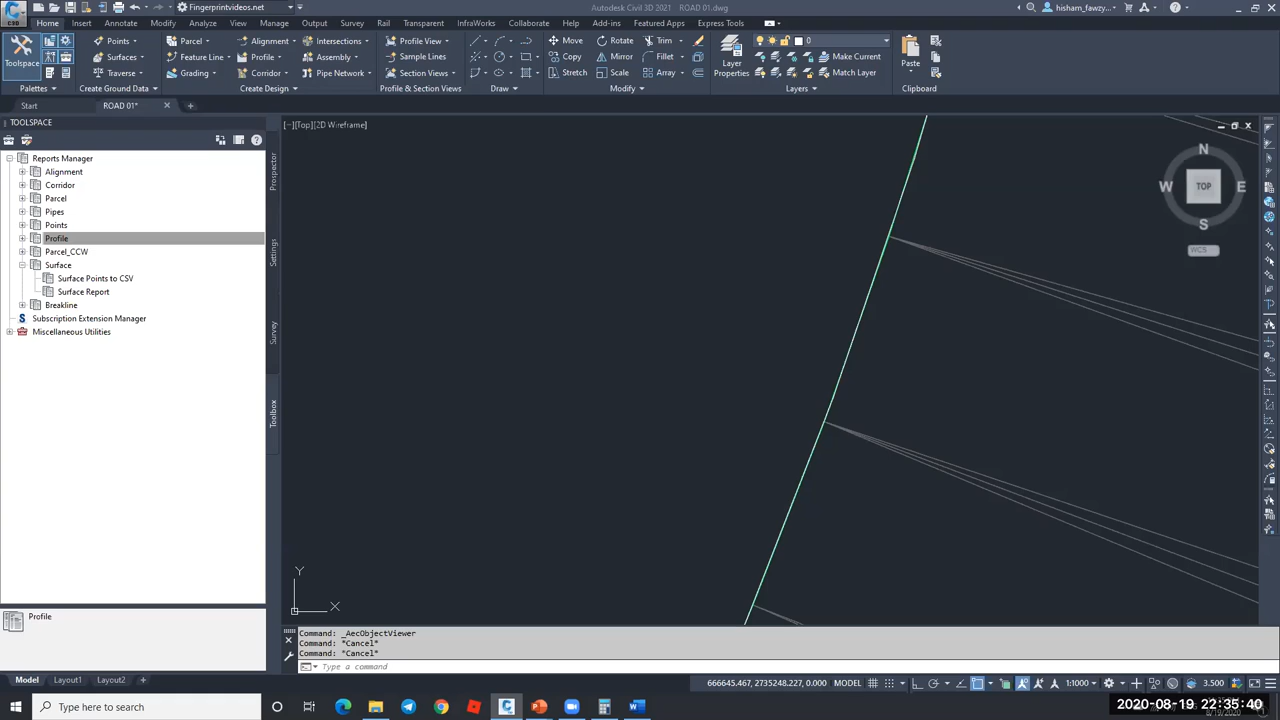 Fingerprintvideos.net
Autodesk Civil 3D 2021 ROAD 01.dwg
hisham_fawzy...
Home Insert Annotate Modify Analyze View Manage Output Survey Rail Transparent InfraWorks Collaborate Help Add-ins Featured Apps Express Tools
Toolspace
Palettes
Points
Surfaces
Traverse
Create Ground Data
Parcel
Feature Line
Grading
Alignment
Profile
Corridor
Intersections
Assembly
Pipe Network
Create Design
Profile View
Sample Lines
Section Views
Profile & Section Views
Draw
Move
Copy
Stretch
Rotate
Mirror
Scale
Trim
Fillet
Array
Modify
Layer
Properties
0
Make Current
Match Layer
Layers
Paste
Clipboard
Start
ROAD 01*
TOOLSPACE
Reports Manager
Alignment
Corridor
Parcel
Pipes
Points
Profile
Parcel_CCW
Surface
Surface Points to CSV
Surface Report
Breakline
Subscription Extension Manager
Miscellaneous Utilities
Prospector
Settings
Survey
Toolbox
Profile
[−][Top][2D Wireframe]
N
W TOP E
S
WCS
Y
X
Command: _AecObjectViewer
Command: *Cancel*
Command: *Cancel*
Type a command
Model Layout1 Layout2
666645.467, 2735248.227, 0.000 MODEL
1:1000
3.500
Type here to search
2020-08-19 22:35:40